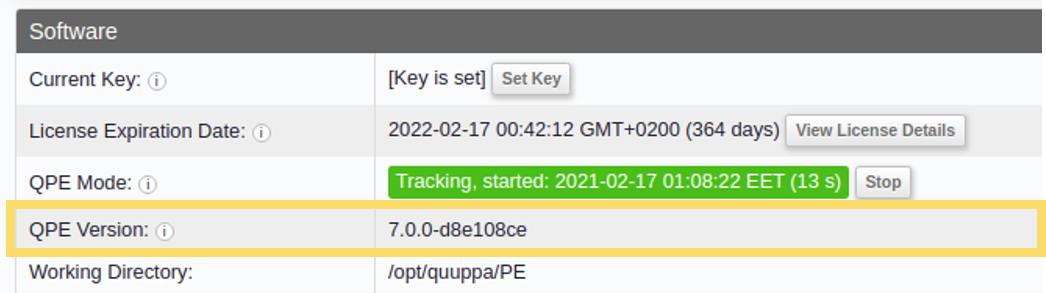 Software
Current Key: [Key is set] Set Key
License Expiration Date: 2022-02-17 00:42:12 GMT+0200 (364 days) View License Details
QPE Mode: Tracking, started: 2021-02-17 01:08:22 EET (13 s) Stop
QPE Version: 7.0.0-d8e108ce
Working Directory: /opt/quuppa/PE